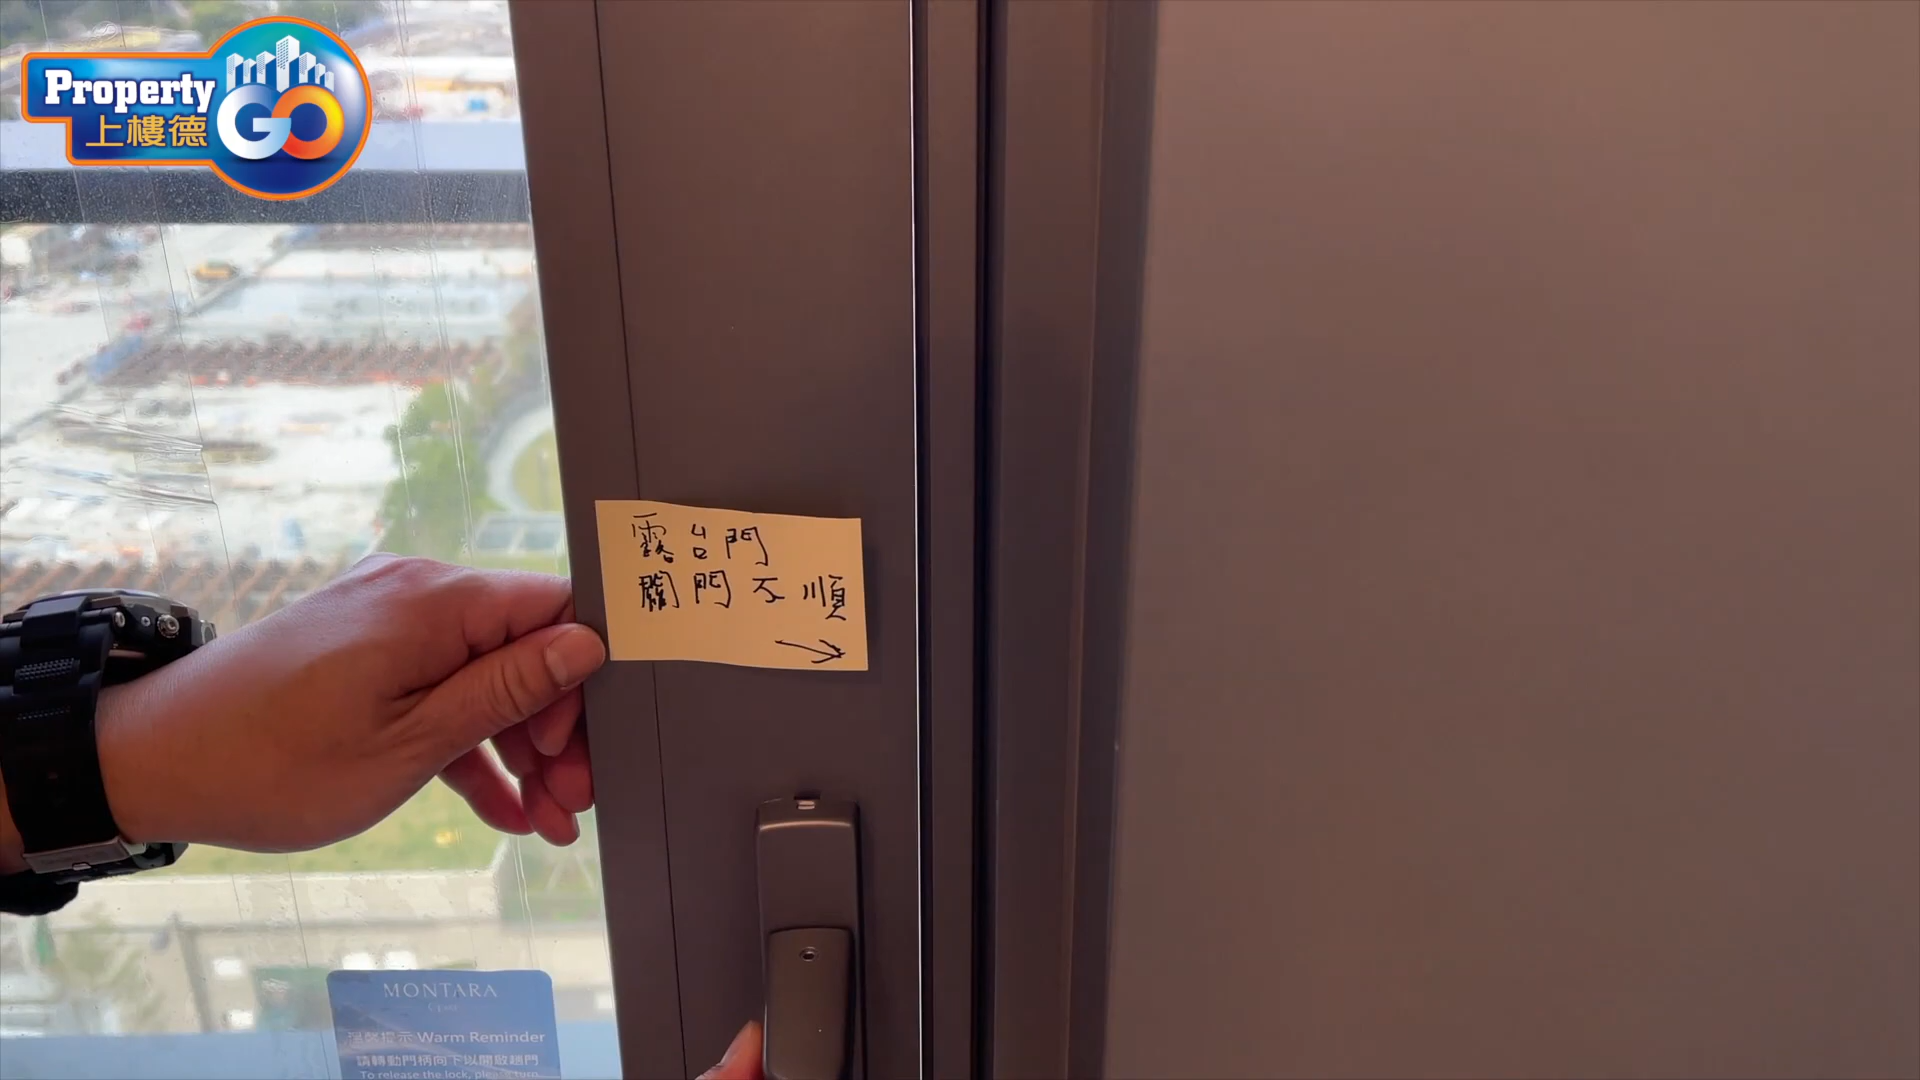 Property
上樓德
GO
露台門
關門不順
→
MONTARA
溫馨提示 Warm Reminder
請轉動門柄向下以開啟趟門
To release the lock, please turn